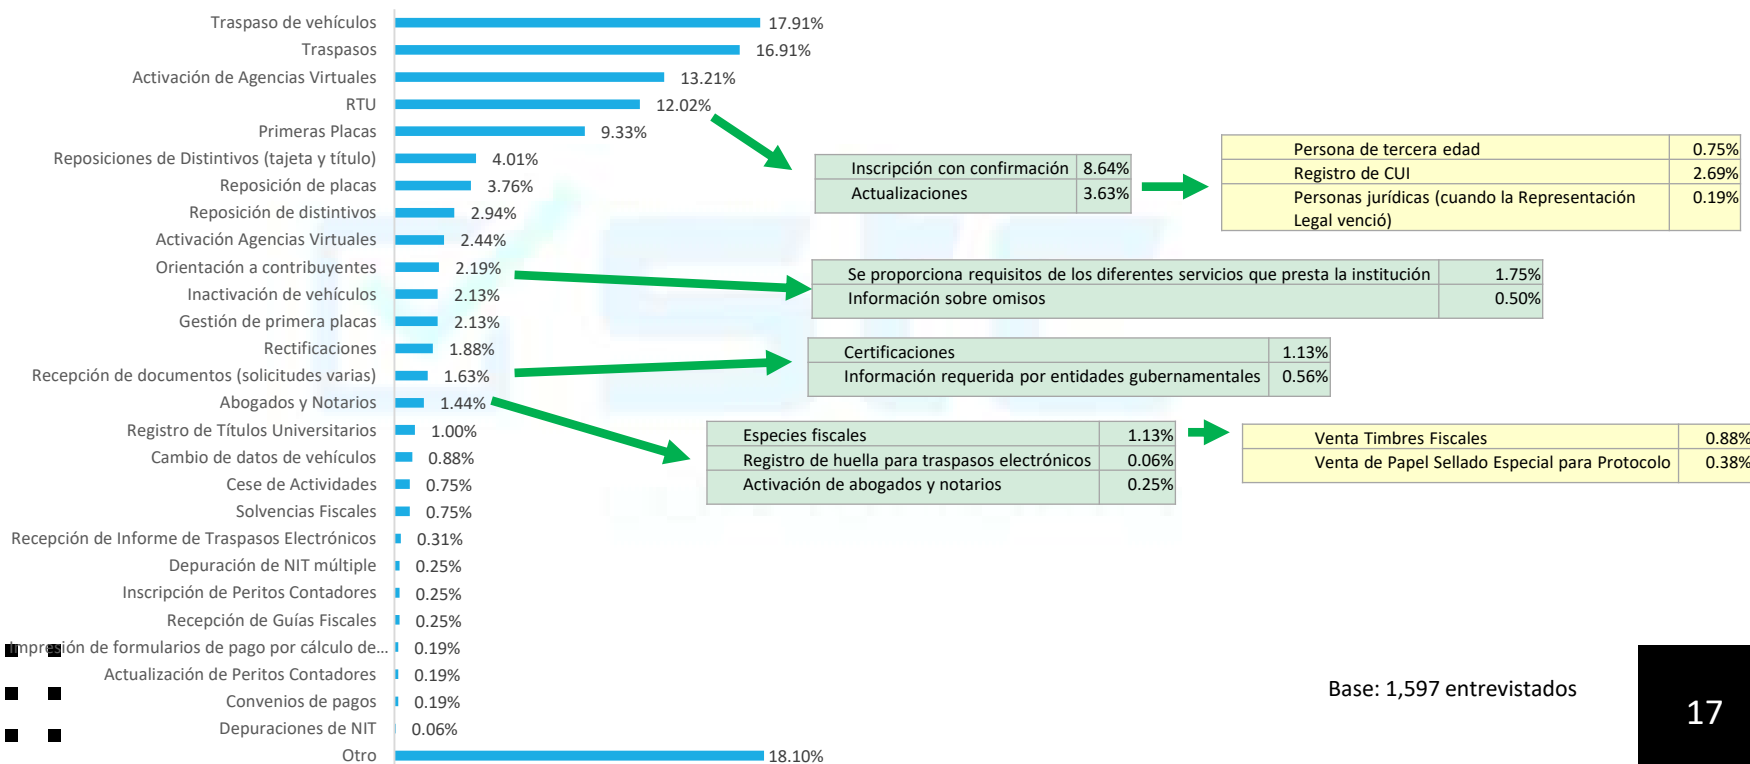 Traspaso de vehículos 17.91%
Traspasos 16.91%
Activación de Agencias Virtuales 13.21%
RTU 12.02%
Primeras Placas 9.33%
Reposiciones de Distintivos (tajeta y título) 4.01%
Reposición de placas 3.76%
Reposición de distintivos 2.94%
Activación Agencias Virtuales 2.44%
Orientación a contribuyentes 2.19%
Inactivación de vehículos 2.13%
Gestión de primera placas 2.13%
Rectificaciones 1.88%
Recepción de documentos (solicitudes varias) 1.63%
Abogados y Notarios 1.44%
Registro de Títulos Universitarios 1.00%
Cambio de datos de vehículos 0.88%
Cese de Actividades 0.75%
Solvencias Fiscales 0.75%
Recepción de Informe de Traspasos Electrónicos 0.31%
Depuración de NIT múltiple 0.25%
Inscripción de Peritos Contadores 0.25%
Recepción de Guías Fiscales 0.25%
Impresión de formularios de pago por cálculo de... 0.19%
Actualización de Peritos Contadores 0.19%
Convenios de pagos 0.19%
Depuraciones de NIT 0.06%
Otro 18.10%
Inscripción con confirmación 8.64%
Actualizaciones 3.63%
Persona de tercera edad 0.75%
Registro de CUI 2.69%
Personas jurídicas (cuando la Representación 0.19%
Legal venció)
Se proporciona requisitos de los diferentes servicios que presta la institución 1.75%
Información sobre omisos 0.50%
Certificaciones 1.13%
Información requerida por entidades gubernamentales 0.56%
Especies fiscales 1.13%
Registro de huella para traspasos electrónicos 0.06%
Activación de abogados y notarios 0.25%
Venta Timbres Fiscales 0.88%
Venta de Papel Sellado Especial para Protocolo 0.38%
Base: 1,597 entrevistados
17